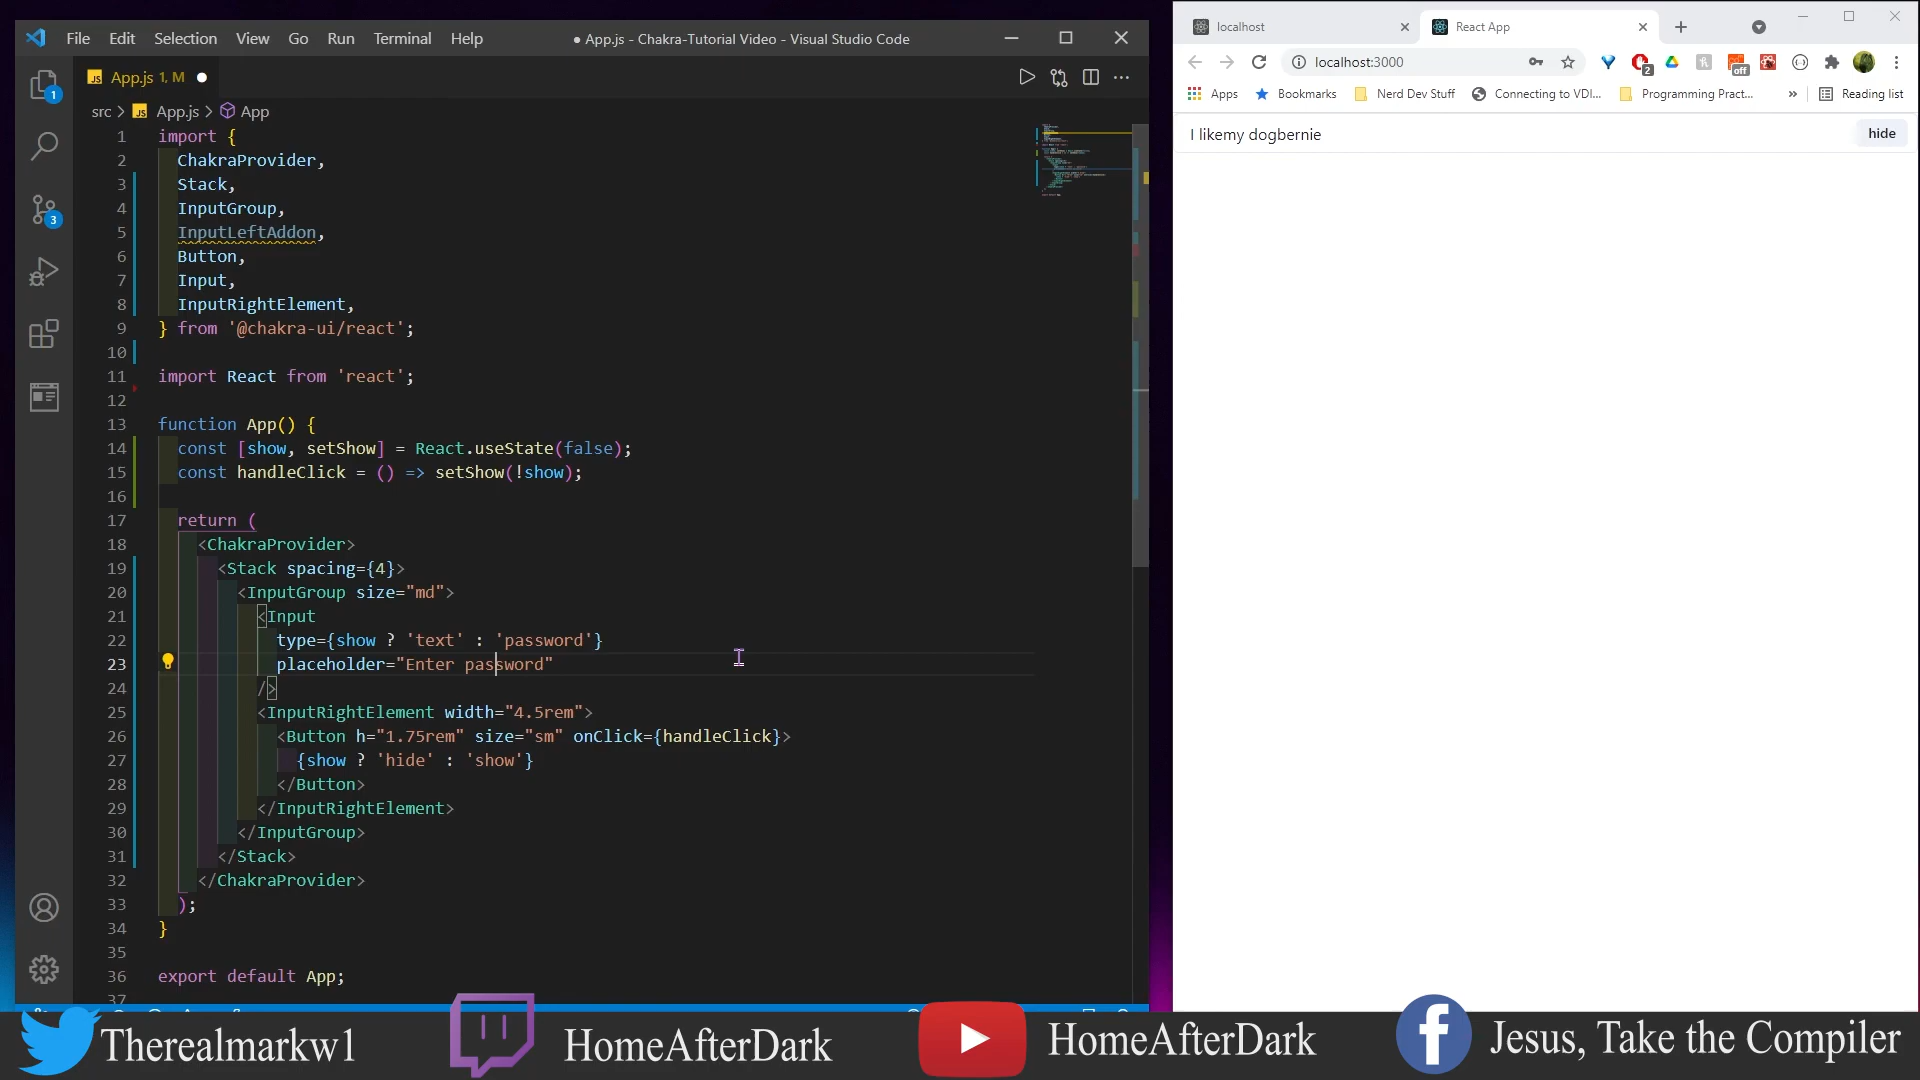 File Edit Selection View Go Run Terminal Help
● App.js - Chakra-Tutorial Video - Visual Studio Code
JS App.js 1, M
src > JS App.js > App
1 import {
2 ChakraProvider,
3 Stack,
4 InputGroup,
5 InputLeftAddon,
6 Button,
7 Input,
8 InputRightElement,
9 } from '@chakra-ui/react';
10
11 import React from 'react';
12
13 function App() {
14 const [show, setShow] = React.useState(false);
15 const handleClick = () => setShow(!show);
16
17 return (
18 <ChakraProvider>
19 <Stack spacing={4}>
20 <InputGroup size="md">
21 <Input
22 type={show ? 'text' : 'password'}
23 placeholder="Enter password"
24 />
25 <InputRightElement width="4.5rem">
26 <Button h="1.75rem" size="sm" onClick={handleClick}>
27 {show ? 'hide' : 'show'}
28 </Button>
29 </InputRightElement>
30 </InputGroup>
31 </Stack>
32 </ChakraProvider>
33 );
34 }
35
36 export default App;
37
1
3
localhost
React App
localhost:3000
2
off
Apps Bookmarks Nerd Dev Stuff Connecting to VDI... Programming Pract... » Reading list
I likemy dogbernie
hide
Therealmarkw1
HomeAfterDark
HomeAfterDark
Jesus, Take the Compiler